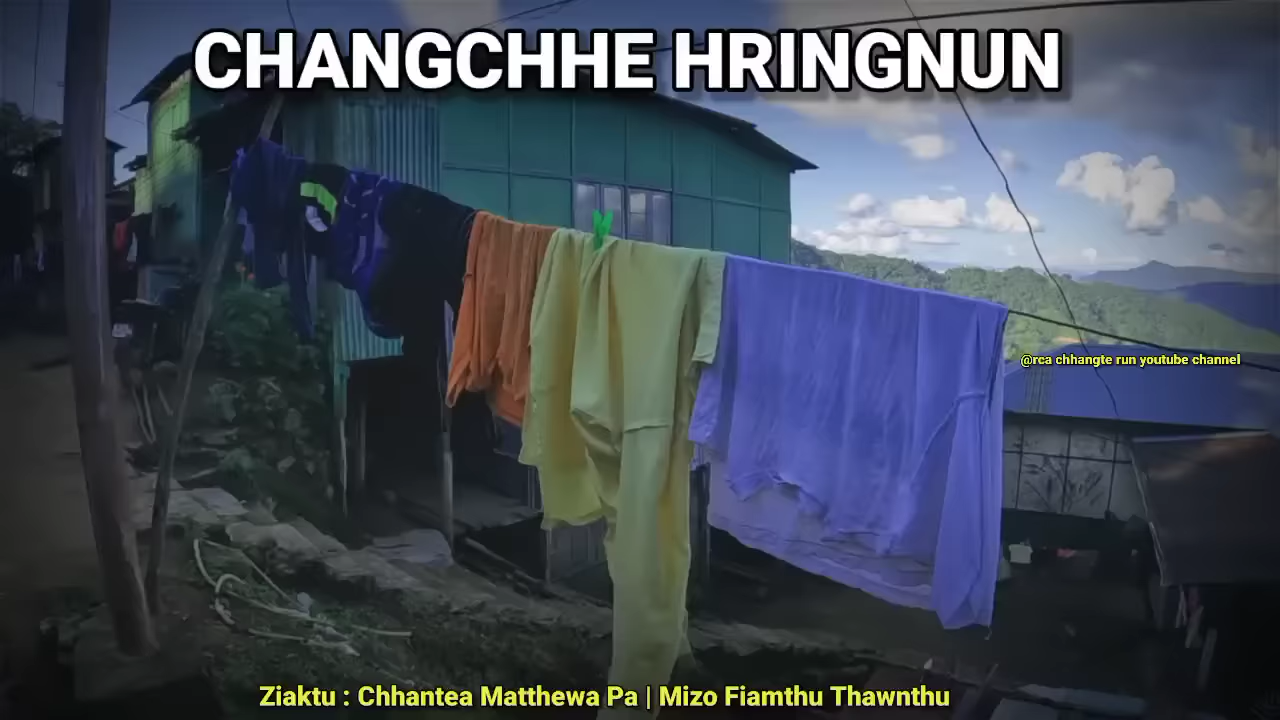 CHANGCHHE HRINGNUN
@rca chhangte run youtube channel
Ziaktu : Chhantea Matthewa Pa | Mizo Fiamthu Thawnthu